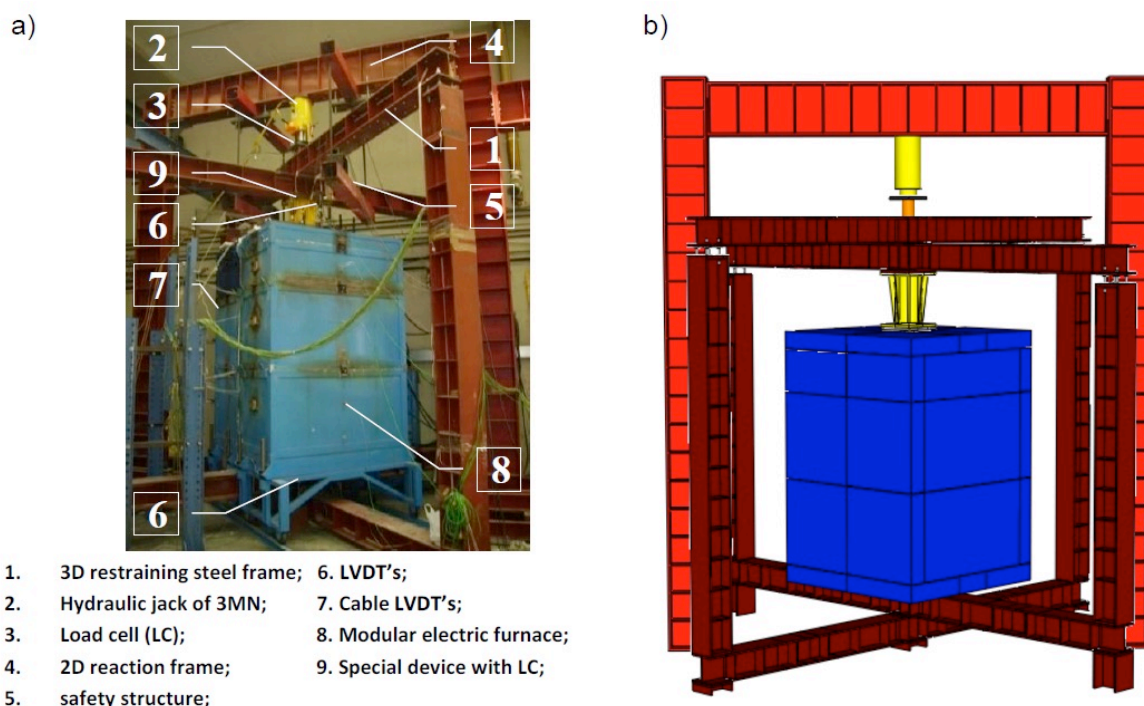 a)
b)
2
4
3
1
9
5
6
7
8
6
1. 3D restraining steel frame; 6. LVDT's;
2. Hydraulic jack of 3MN; 7. Cable LVDT's;
3. Load cell (LC); 8. Modular electric furnace;
4. 2D reaction frame; 9. Special device with LC;
5. safety structure;